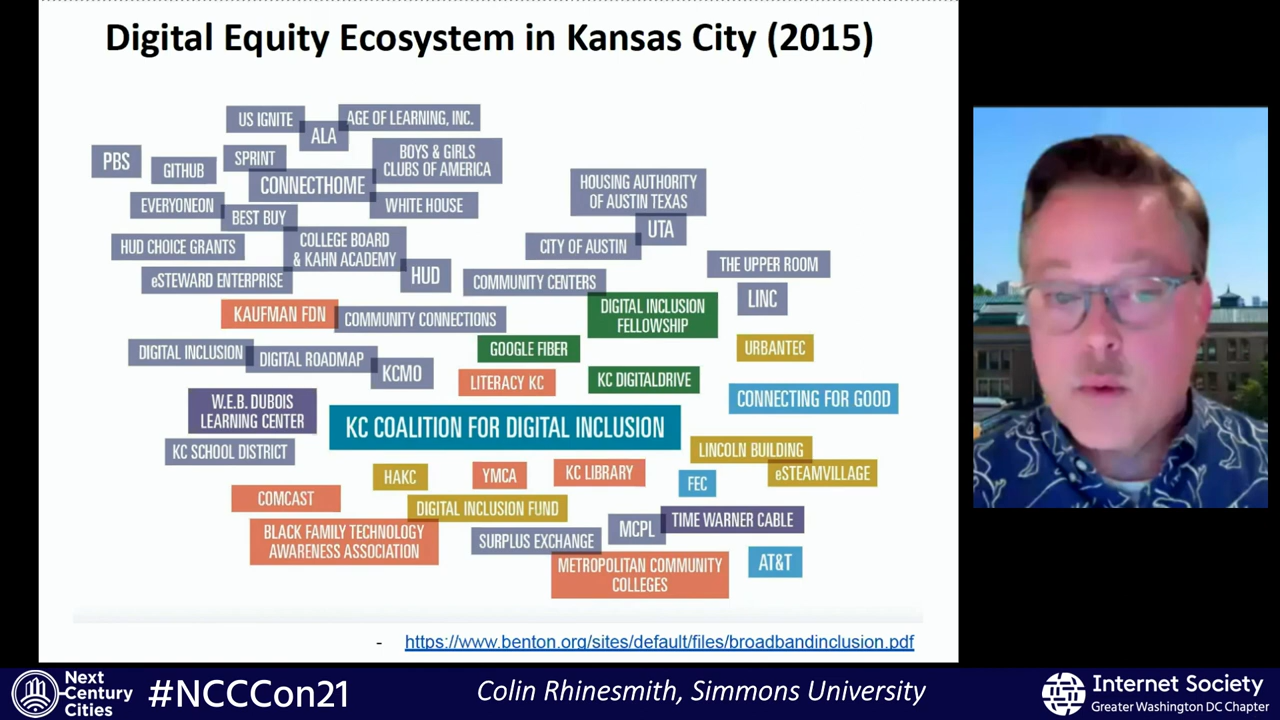 Digital Equity Ecosystem in Kansas City (2015)
US IGNITE
AGE OF LEARNING, INC.
ALA
PBS
GITHUB
SPRINT
BOYS & GIRLS
CLUBS OF AMERICA
CONNECTHOME
HOUSING AUTHORITY
OF AUSTIN TEXAS
EVERYONEON
BEST BUY
WHITE HOUSE
UTA
HUD CHOICE GRANTS
COLLEGE BOARD
& KAHN ACADEMY
CITY OF AUSTIN
THE UPPER ROOM
eSTEWARD ENTERPRISE
HUD
COMMUNITY CENTERS
LINC
KAUFMAN FDN
COMMUNITY CONNECTIONS
DIGITAL INCLUSION
FELLOWSHIP
DIGITAL INCLUSION
DIGITAL ROADMAP
KCMO
GOOGLE FIBER
URBANTEC
LITERACY KC
KC DIGITALDRIVE
W.E.B. DUBOIS
LEARNING CENTER
CONNECTING FOR GOOD
KC COALITION FOR DIGITAL INCLUSION
KC SCHOOL DISTRICT
LINCOLN BUILDING
HAKC
YMCA
KC LIBRARY
FEC
eSTEAMVILLAGE
COMCAST
DIGITAL INCLUSION FUND
BLACK FAMILY TECHNOLOGY
AWARENESS ASSOCIATION
SURPLUS EXCHANGE
MCPL
TIME WARNER CABLE
METROPOLITAN COMMUNITY
COLLEGES
AT&T
- https://www.benton.org/sites/default/files/broadbandinclusion.pdf
Next
Century
Cities
#NCCCon21
Colin Rhinesmith, Simmons University
Internet Society
Greater Washington DC Chapter